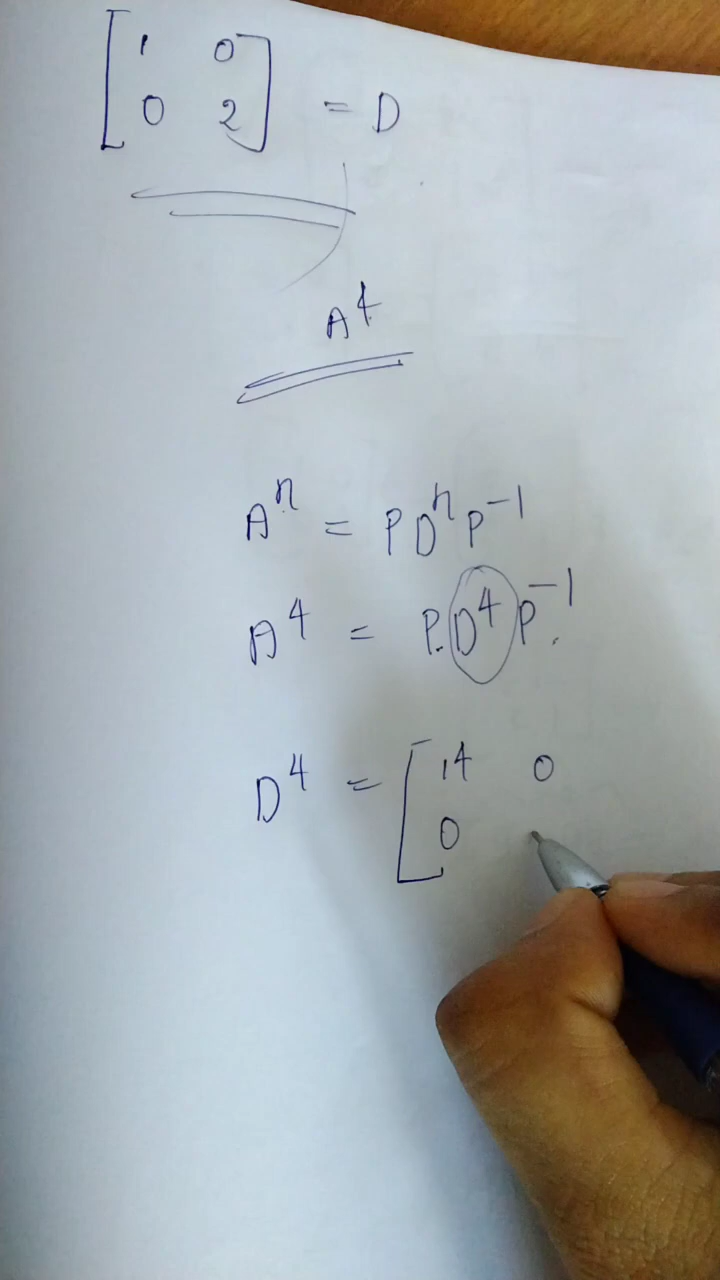 [1 0
0 2] = D
A⁴
Aⁿ = PDⁿP⁻¹
A⁴ = P.D⁴P⁻¹.
D⁴ = [1⁴ 0
0